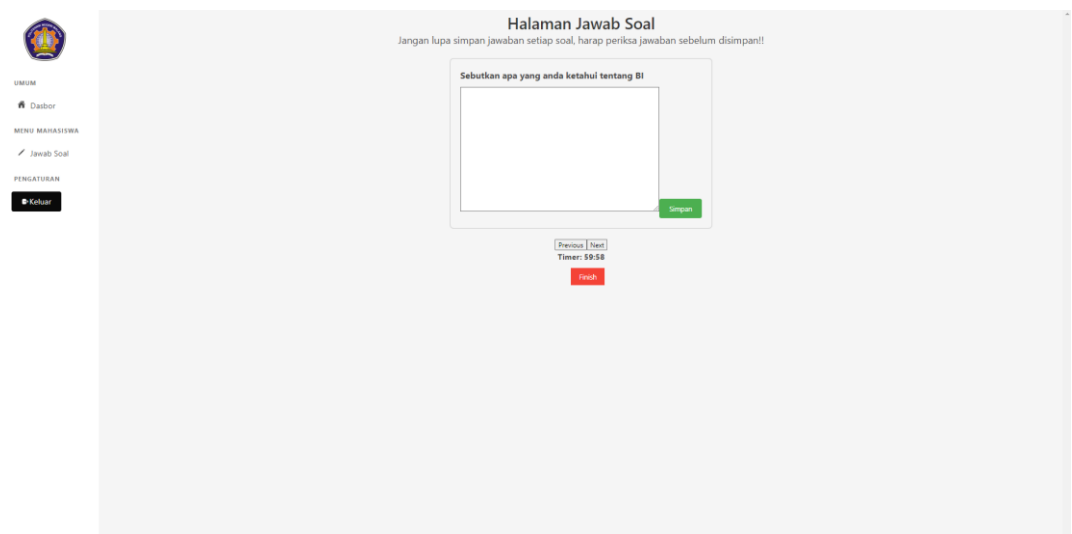 Halaman Jawab Soal
Jangan lupa simpan jawaban setiap soal, harap periksa jawaban sebelum disimpan!!
UMUM
Dasbor
MENU MAHASISWA
Jawab Soal
PENGATURAN
Keluar
Sebutkan apa yang anda ketahui tentang BI
Simpan
Previous Next
Timer: 59:58
Finish